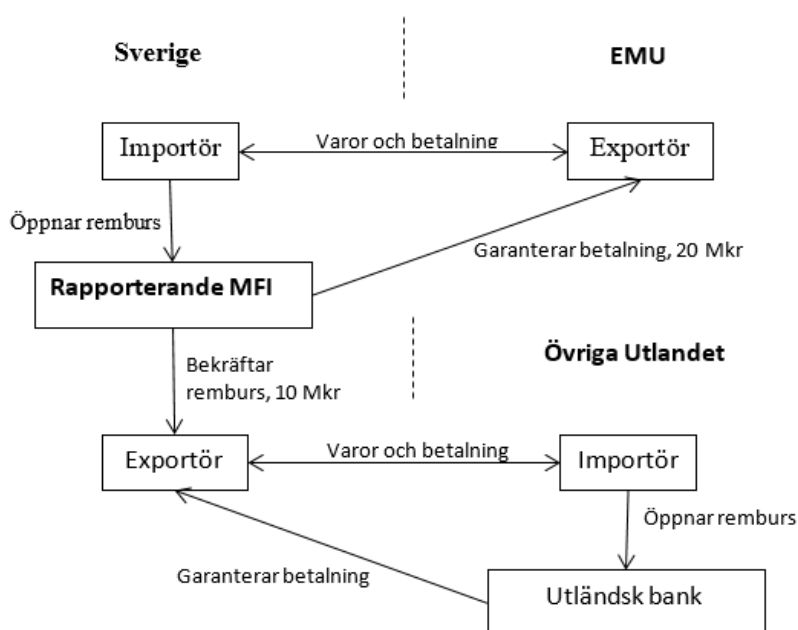 Sverige
EMU
Importör
Varor och betalning
Exportör
Öppnar remburs
Garanterar betalning, 20 Mkr
Rapporterande MFI
Övriga Utlandet
Bekräftar
remburs, 10 Mkr
Exportör
Varor och betalning
Importör
Öppnar remburs
Garanterar betalning
Utländsk bank